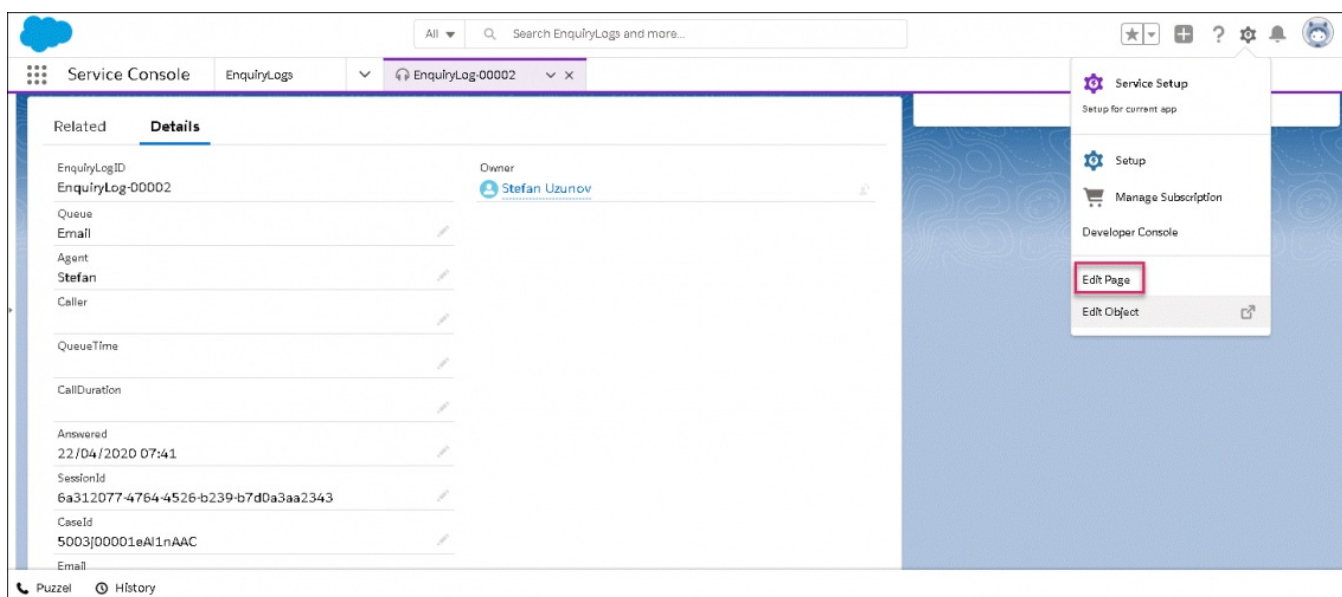 All
Search EnquiryLogs and more...
Service Console
EnquiryLogs
EnquiryLog-00002
Service Setup
Setup for current app
Setup
Manage Subscription
Developer Console
Edit Page
Edit Object
Related
Details
EnquiryLogID
EnquiryLog-00002
Owner
Stefan Uzunov
Queue
Email
Agent
Stefan
Caller
QueueTime
CallDuration
Answered
22/04/2020 07:41
SessionId
6a312077-4764-4526-b239-b7d0a3aa2343
CaseId
5003j00001eAl1nAAC
Email
Puzzel
History